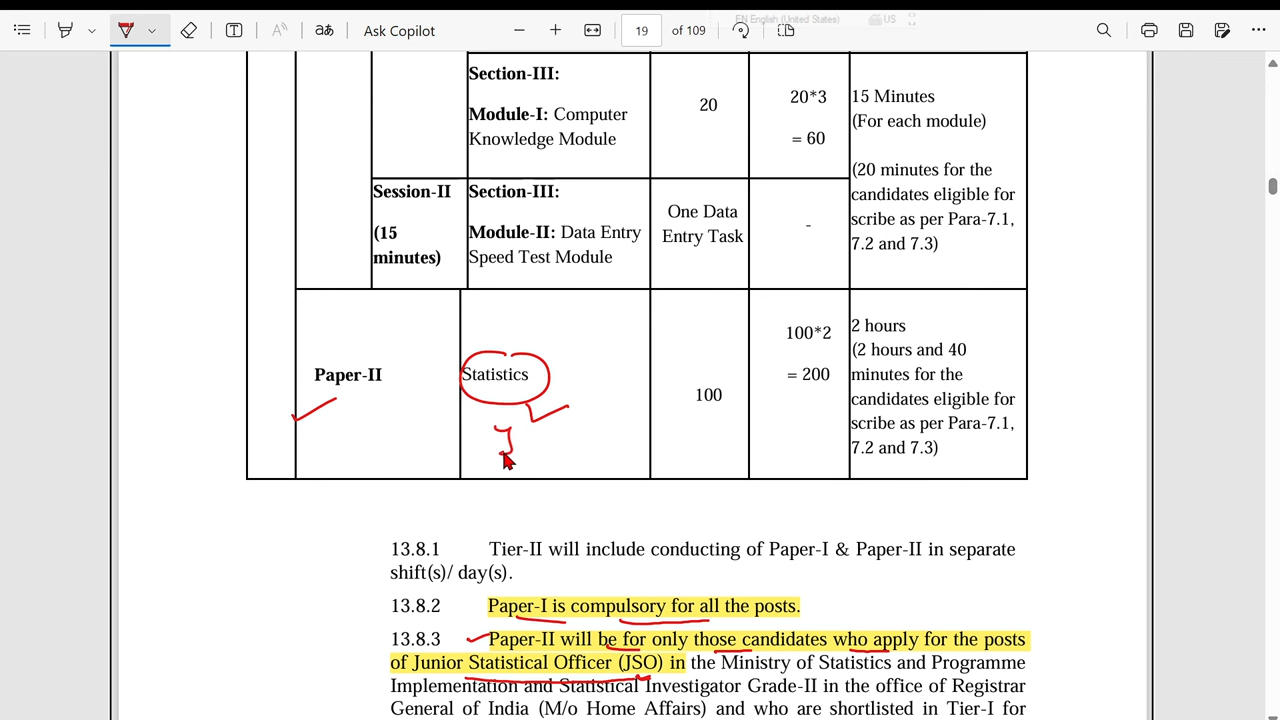 EN English (United States) US
Ask Copilot
19 of 109
Section-III:
Module-I: Computer
Knowledge Module
20
20*3
= 60
15 Minutes
(For each module)
(20 minutes for the
candidates eligible for
scribe as per Para-7.1,
7.2 and 7.3)
Session-II
(15
minutes)
Section-III:
Module-II: Data Entry
Speed Test Module
One Data
Entry Task
-
Paper-II
Statistics
100
100*2
= 200
2 hours
(2 hours and 40
minutes for the
candidates eligible for
scribe as per Para-7.1,
7.2 and 7.3)
13.8.1 Tier-II will include conducting of Paper-I & Paper-II in separate
shift(s)/ day(s).
13.8.2 Paper-I is compulsory for all the posts.
13.8.3 Paper-II will be for only those candidates who apply for the posts
of Junior Statistical Officer (JSO) in the Ministry of Statistics and Programme
Implementation and Statistical Investigator Grade-II in the office of Registrar
General of India (M/o Home Affairs) and who are shortlisted in Tier-I for